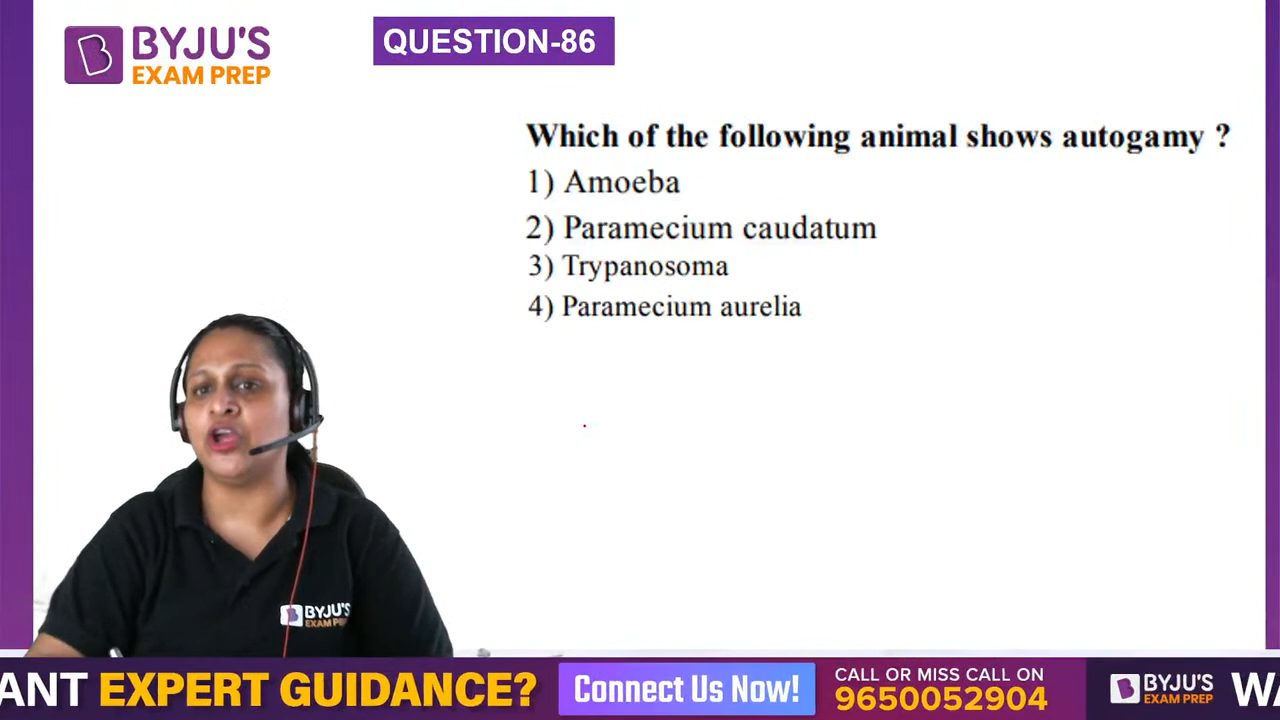 BYJU'S
EXAM PREP
QUESTION-86
Which of the following animal shows autogamy ?
1) Amoeba
2) Paramecium caudatum
3) Trypanosoma
4) Paramecium aurelia
BYJU'S
EXAM PREP
ANT EXPERT GUIDANCE?
Connect Us Now!
CALL OR MISS CALL ON
9650052904
BYJU'S
EXAM PREP
WA